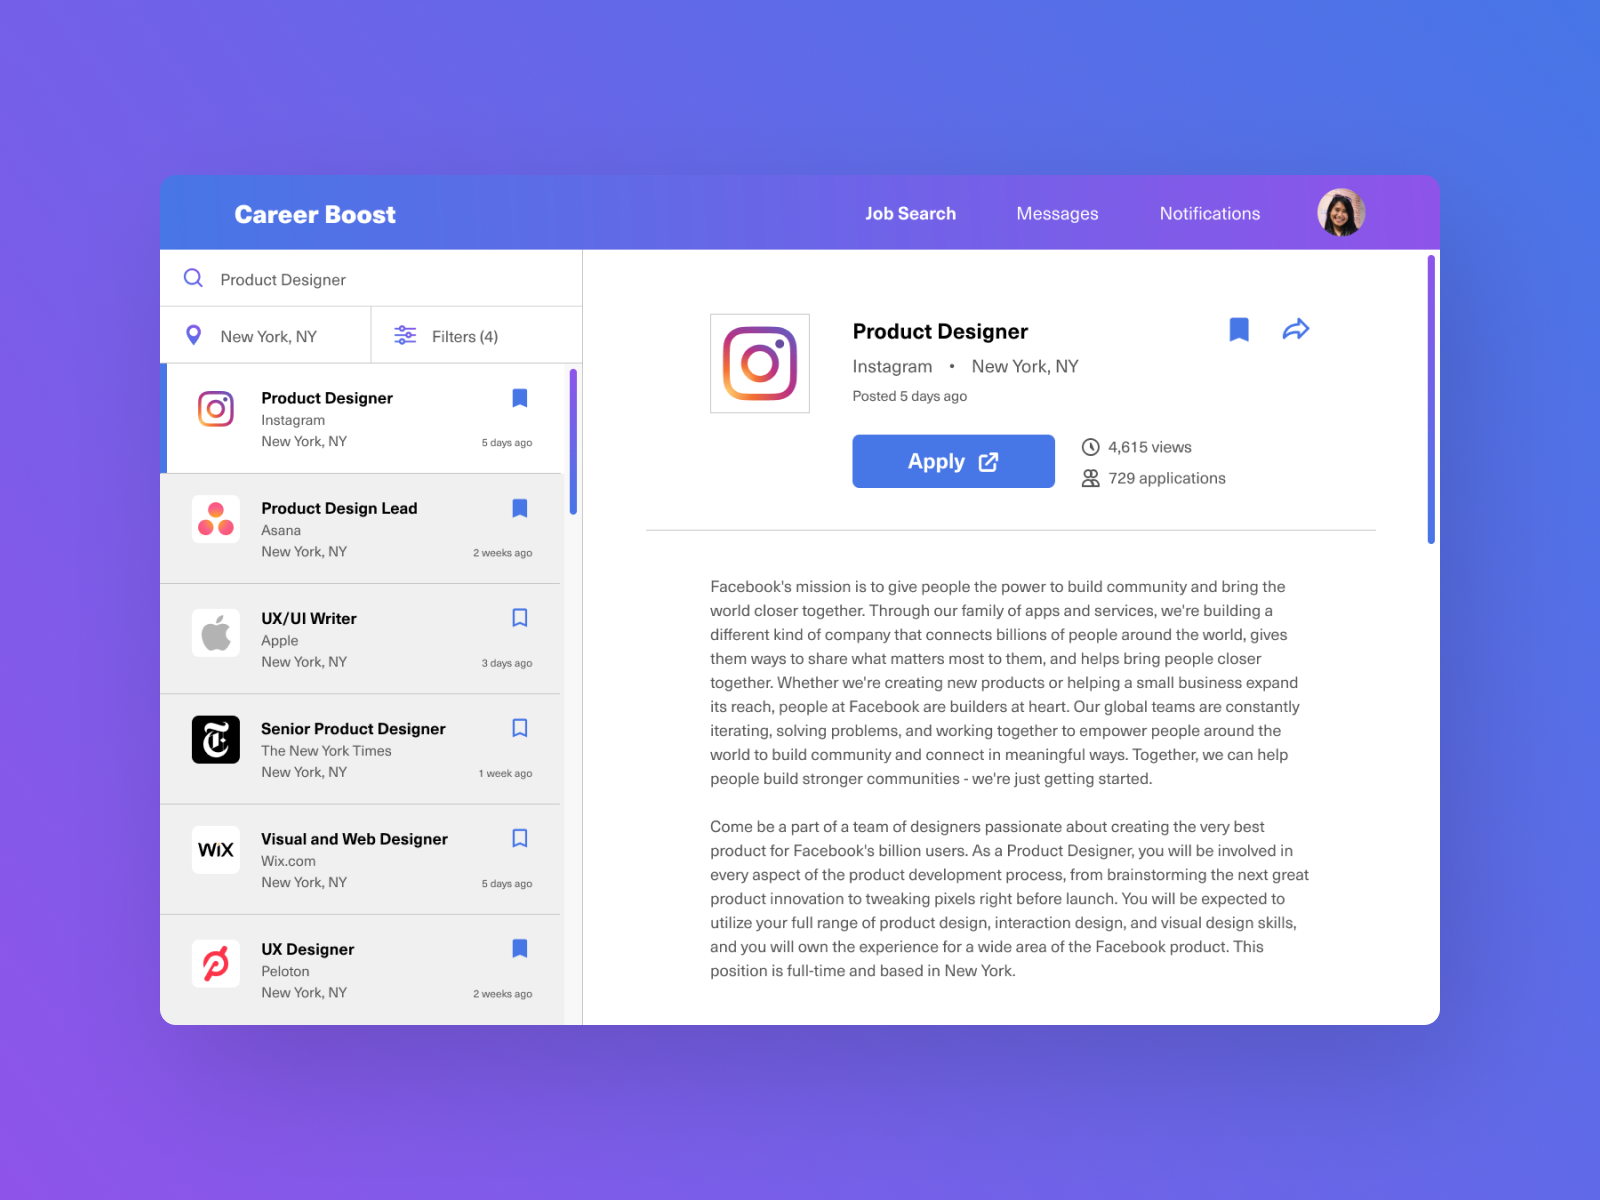 Career Boost
Job Search
Messages
Notifications
Product Designer
New York, NY
Filters (4)
Product Designer
Instagram
New York, NY
5 days ago
Product Design Lead
Asana
New York, NY
2 weeks ago
UX/UI Writer
Apple
New York, NY
3 days ago
Senior Product Designer
The New York Times
New York, NY
1 week ago
WiX
Visual and Web Designer
Wix.com
New York, NY
5 days ago
UX Designer
Peloton
New York, NY
2 weeks ago
Product Designer
Instagram • New York, NY
Posted 5 days ago
Apply
4,615 views
729 applications
Facebook's mission is to give people the power to build community and bring the
world closer together. Through our family of apps and services, we're building a
different kind of company that connects billions of people around the world, gives
them ways to share what matters most to them, and helps bring people closer
together. Whether we're creating new products or helping a small business expand
its reach, people at Facebook are builders at heart. Our global teams are constantly
iterating, solving problems, and working together to empower people around the
world to build community and connect in meaningful ways. Together, we can help
people build stronger communities - we're just getting started.
Come be a part of a team of designers passionate about creating the very best
product for Facebook's billion users. As a Product Designer, you will be involved in
every aspect of the product development process, from brainstorming the next great
product innovation to tweaking pixels right before launch. You will be expected to
utilize your full range of product design, interaction design, and visual design skills,
and you will own the experience for a wide area of the Facebook product. This
position is full-time and based in New York.